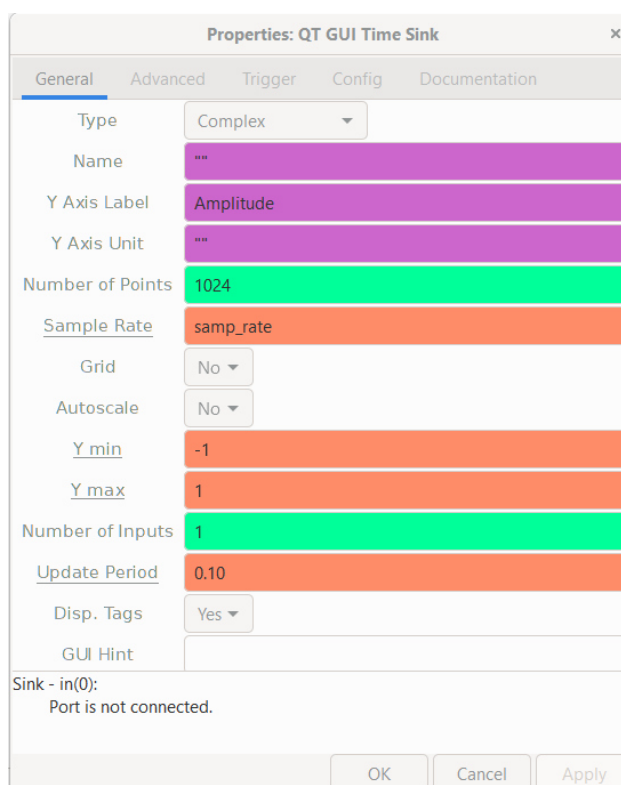 Properties: QT GUI Time Sink ×
General Advanced Trigger Config Documentation
Type Complex
Name ""
Y Axis Label Amplitude
Y Axis Unit ""
Number of Points 1024
Sample Rate samp_rate
Grid No
Autoscale No
Y min -1
Y max 1
Number of Inputs 1
Update Period 0.10
Disp. Tags Yes
GUI Hint
Sink - in(0):
Port is not connected.
OK Cancel Apply